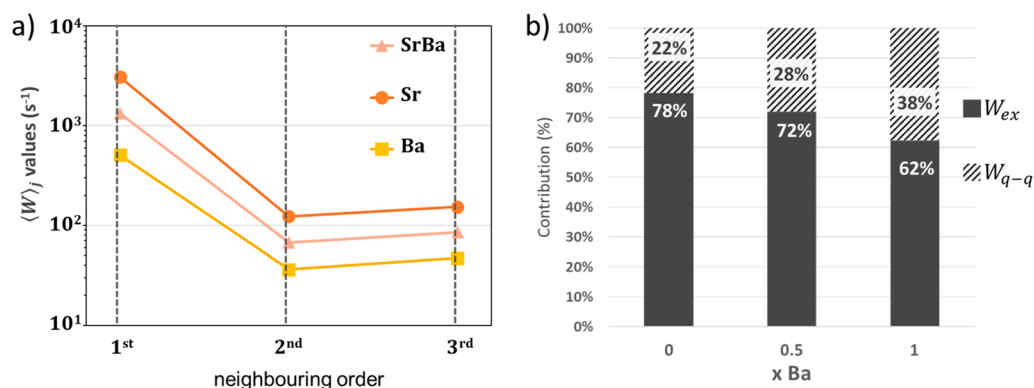 a)
⟨W⟩j values (s⁻¹)
10⁴
10³
10²
10¹
SrBa
Sr
Ba
1st
2nd
3rd
neighbouring order
b)
Contribution (%)
100%
90%
80%
70%
60%
50%
40%
30%
20%
10%
0%
22%
78%
28%
72%
38%
62%
0
0.5
1
x Ba
Wex
Wq−q